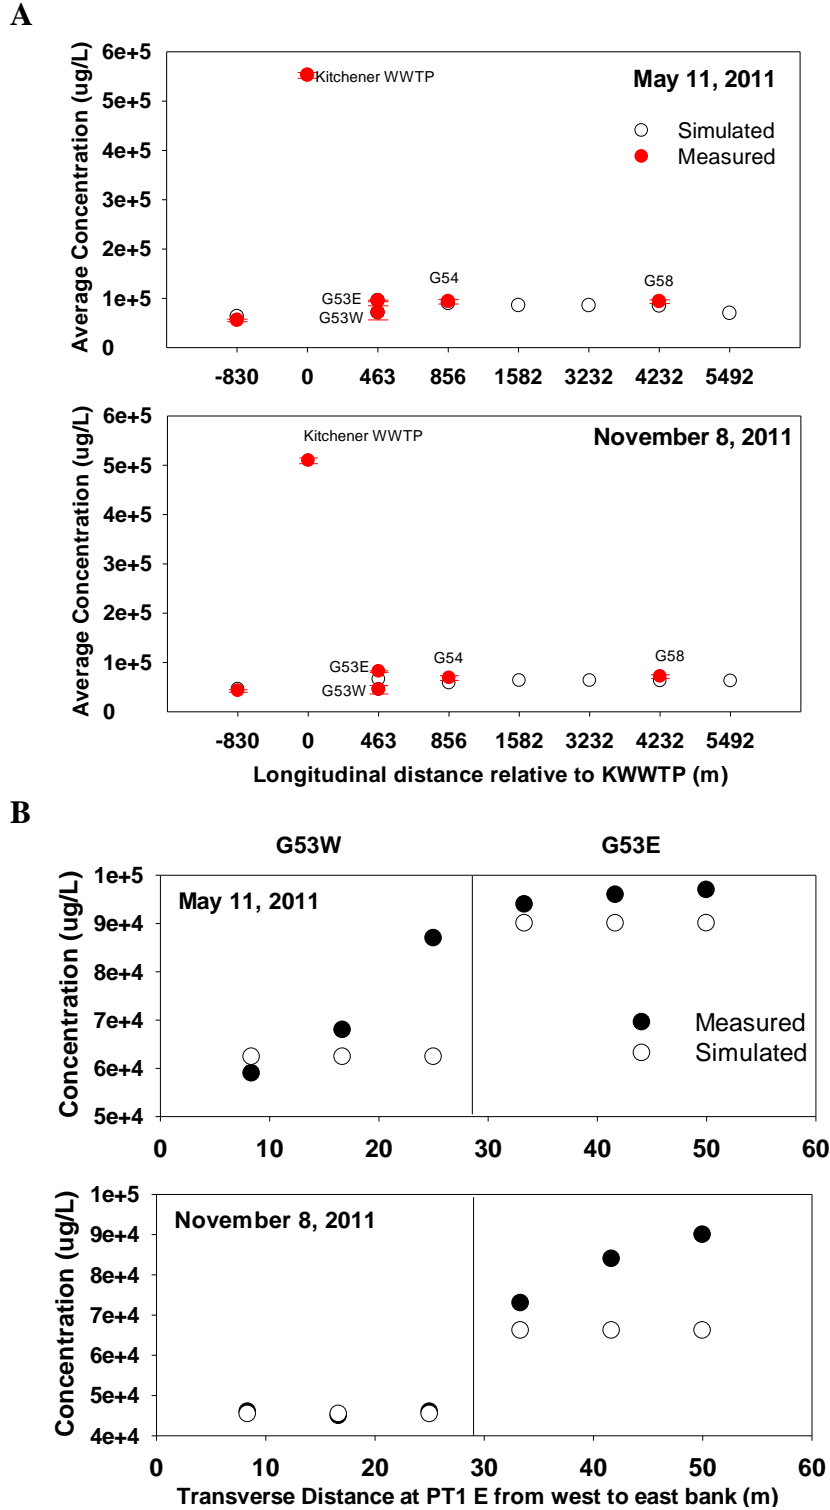 A
6e+5
5e+5
4e+5
3e+5
2e+5
1e+5
0
Average Concentration (ug/L)
Kitchener WWTP
May 11, 2011
Simulated
Measured
G53E
G53W
G54
G58
-830 0 463 856 1582 3232 4232 5492
6e+5
5e+5
4e+5
3e+5
2e+5
1e+5
0
Average Concentration (ug/L)
Kitchener WWTP
November 8, 2011
G53E
G53W
G54
G58
-830 0 463 856 1582 3232 4232 5492
Longitudinal distance relative to KWWTP (m)
B
G53W G53E
1e+5
9e+4
8e+4
7e+4
6e+4
5e+4
Concentration (ug/L)
May 11, 2011
Measured
Simulated
0 10 20 30 40 50 60
1e+5
9e+4
8e+4
7e+4
6e+4
5e+4
4e+4
Concentration (ug/L)
November 8, 2011
0 10 20 30 40 50 60
Transverse Distance at PT1 E from west to east bank (m)